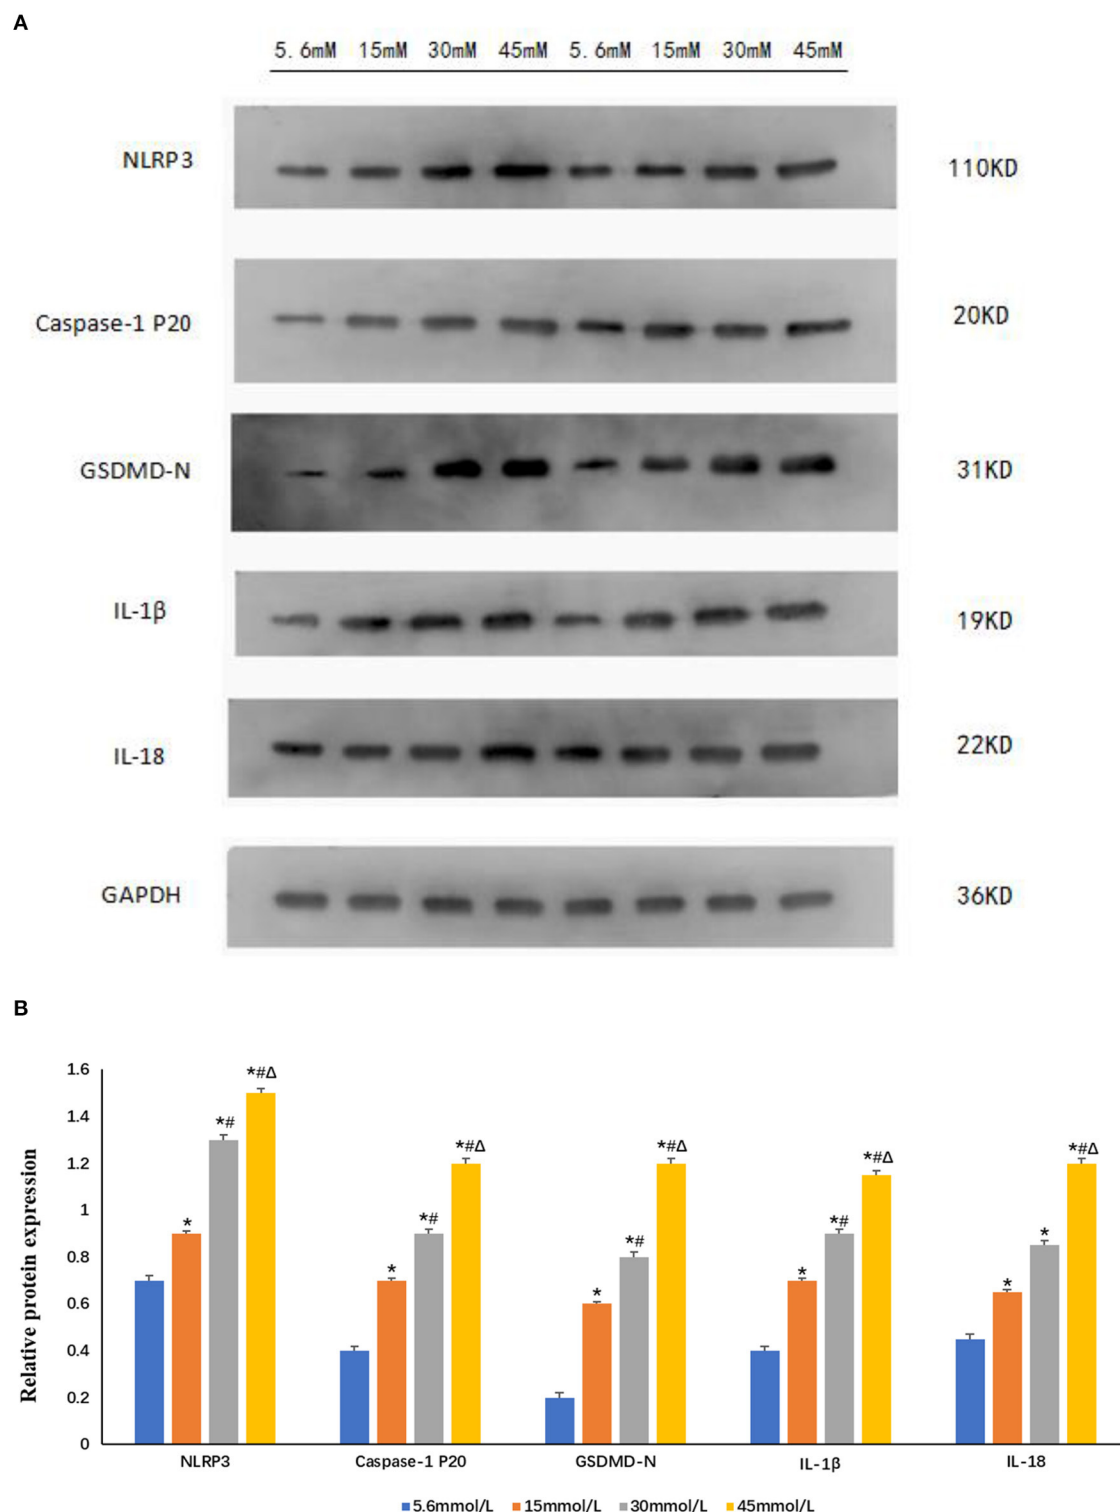 A
5.6mM 15mM 30mM 45mM 5.6mM 15mM 30mM 45mM
NLRP3 110KD
Caspase-1 P20 20KD
GSDMD-N 31KD
IL-1β 19KD
IL-18 22KD
GAPDH 36KD
B
Relative protein expression
1.6
1.4
1.2
1
0.8
0.6
0.4
0.2
0
* *# *#Δ
* *# *#Δ
* *# *#Δ
* *# *#Δ
* * *#Δ
NLRP3 Caspase-1 P20 GSDMD-N IL-1β IL-18
5.6mmol/L 15mmol/L 30mmol/L 45mmol/L